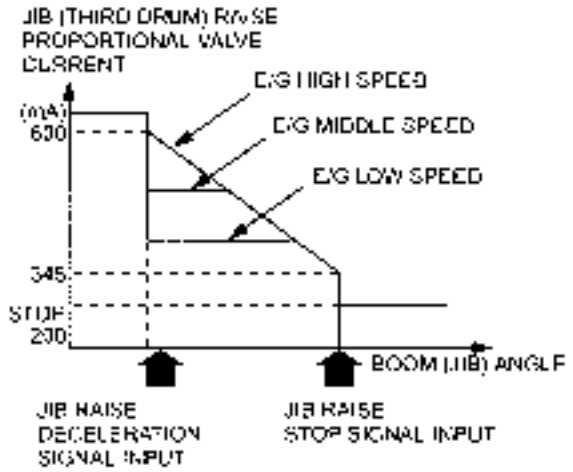 JIB (THIRD DRUM) RAISE
PROPORTIONAL VALVE
CURRENT
E/G HIGH SPEED
(mA)
600
E/G MIDDLE SPEED
E/G LOW SPEED
345
STOP
200
BOOM (JIB) ANGLE
JIB RAISE
DECELERATION
SIGNAL INPUT
JIB RAISE
STOP SIGNAL INPUT